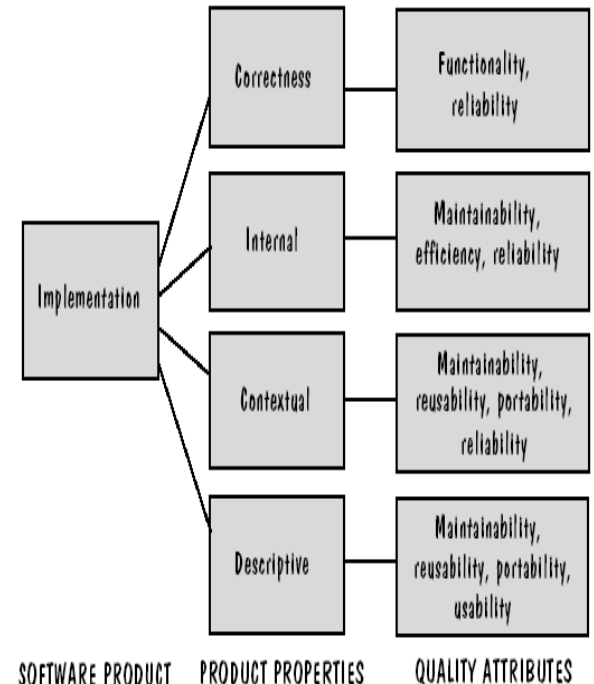 Correctness
Functionality,
reliability
Internal
Maintainability,
efficiency, reliability
Implementation
Contextual
Maintainability,
reusability, portability,
reliability
Descriptive
Maintainability,
reusability, portability,
usability
SOFTWARE PRODUCT
PRODUCT PROPERTIES
QUALITY ATTRIBUTES